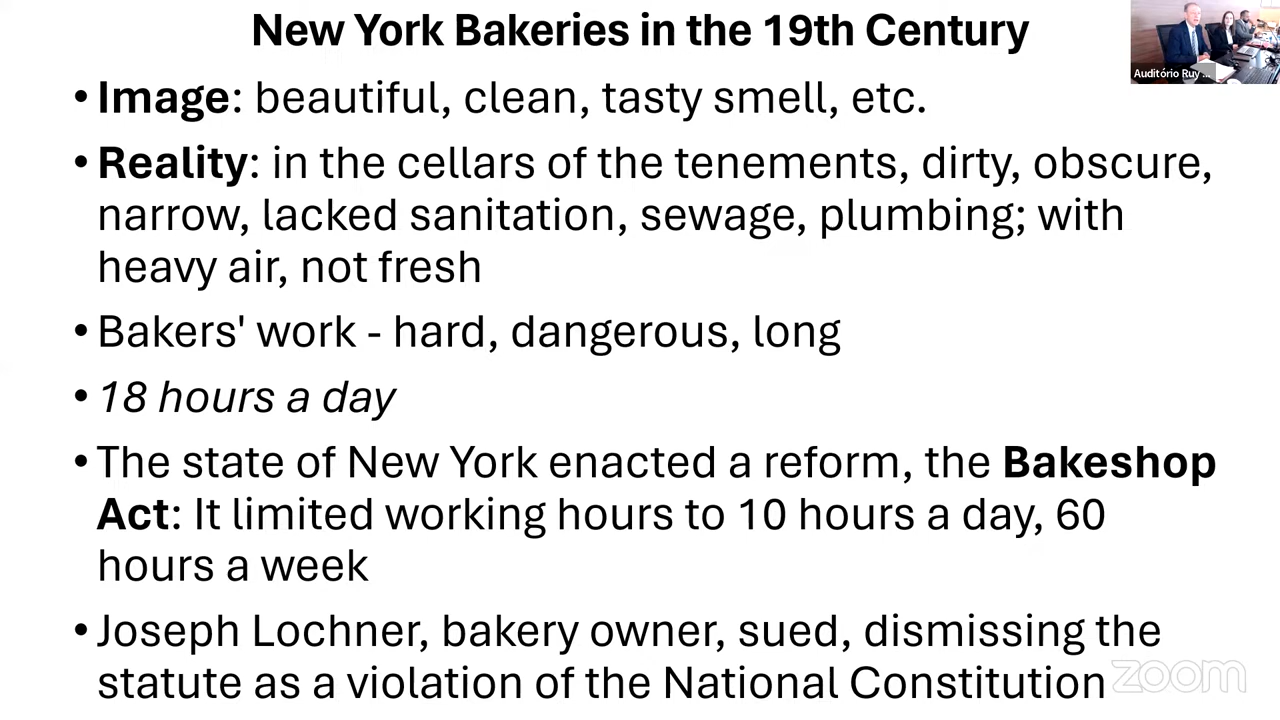 New York Bakeries in the 19th Century
• Image: beautiful, clean, tasty smell, etc.
• Reality: in the cellars of the tenements, dirty, obscure,
narrow, lacked sanitation, sewage, plumbing; with
heavy air, not fresh
• Bakers' work - hard, dangerous, long
• 18 hours a day
• The state of New York enacted a reform, the Bakeshop
Act: It limited working hours to 10 hours a day, 60
hours a week
• Joseph Lochner, bakery owner, sued, dismissing the
statute as a violation of the National Constitution
Auditório Ruy ...
zoom